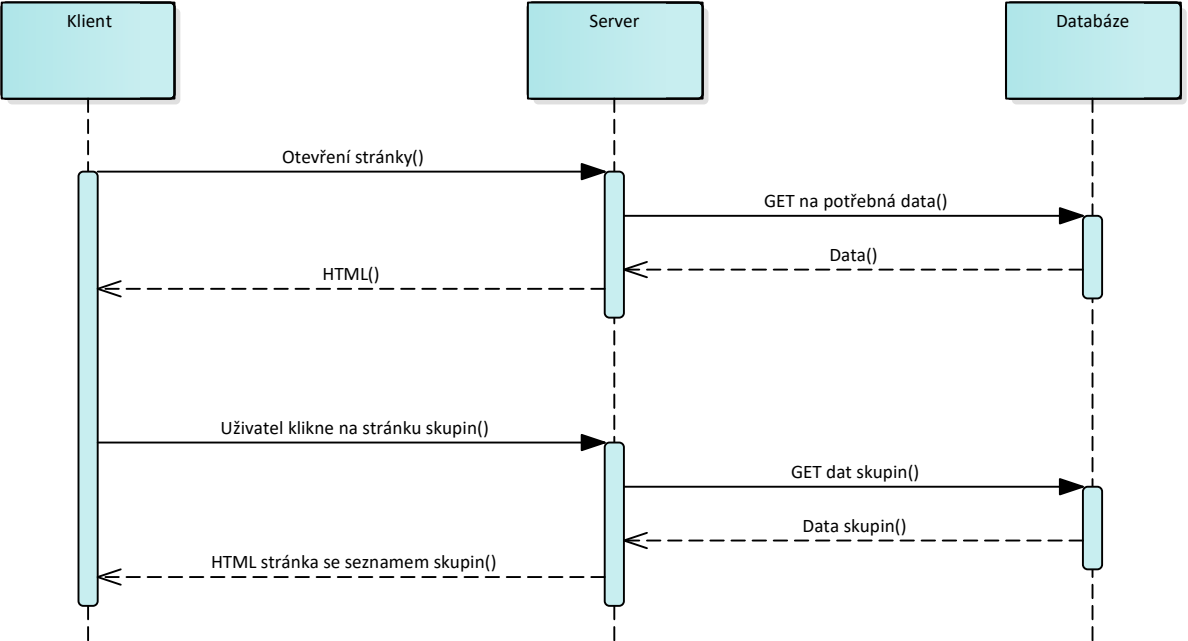 Klient
Server
Databáze
Otevření stránky()
GET na potřebná data()
Data()
HTML()
Uživatel klikne na stránku skupin()
GET dat skupin()
Data skupin()
HTML stránka se seznamem skupin()